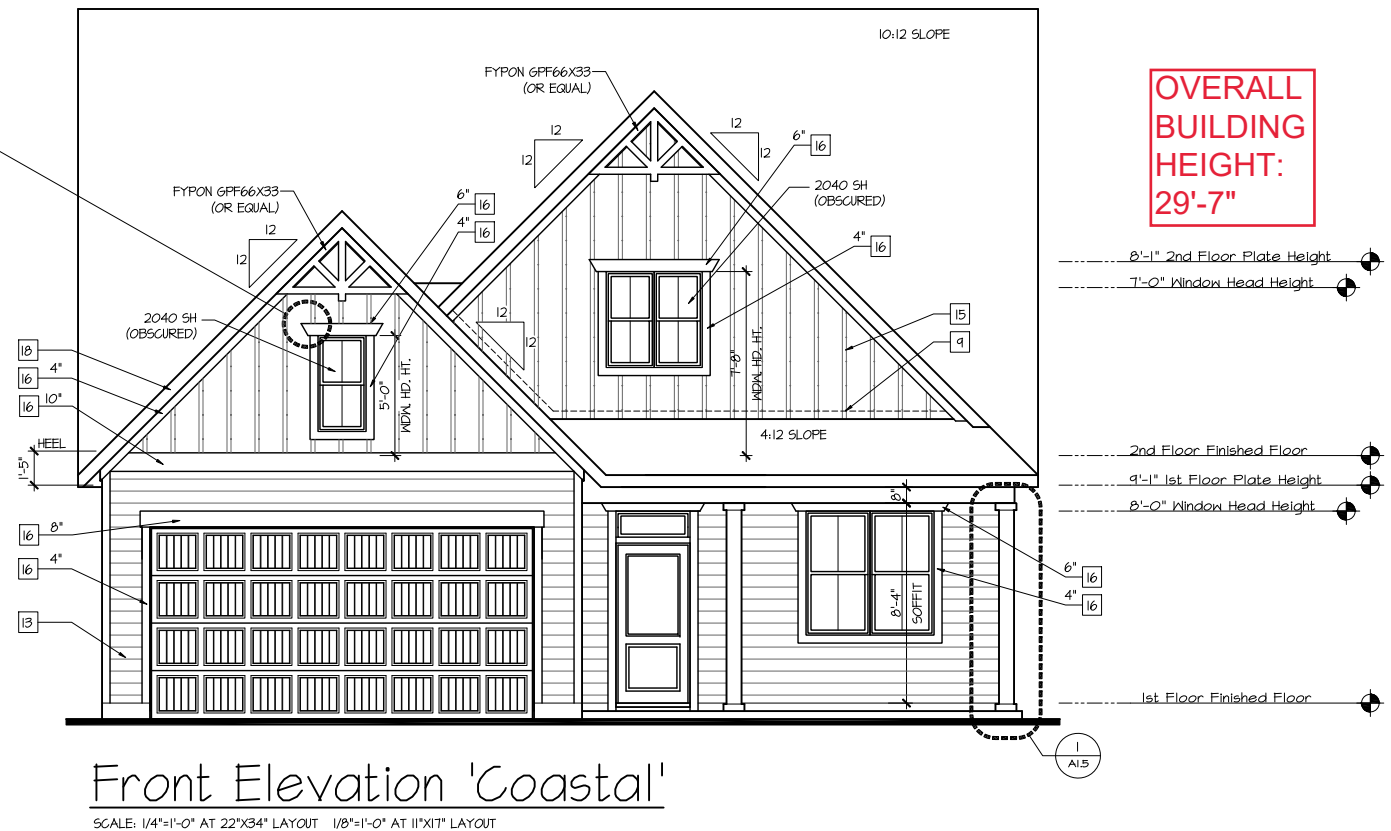 10:12 SLOPE
FYPON GPF66X33
(OR EQUAL)
12
12
12
12
6"
16
2040 SH
(OBSCURED)
4"
16
OVERALL
BUILDING
HEIGHT:
29'-7"
FYPON GPF66X33
(OR EQUAL)
12
12
6"
16
4"
16
8'-1" 2nd Floor Plate Height
7'-0" Window Head Height
2040 SH
(OBSCURED)
12
12
15
9
7'-8"
WDW. HD. HT.
5'-0"
WDW. HD. HT.
18
4"
16
10"
16
HEEL
1'-5"
4:12 SLOPE
2nd Floor Finished Floor
9'-1" 1st Floor Plate Height
8'-0" Window Head Height
8"
8'-4"
SOFFIT
8"
16
4"
16
13
6"
16
4"
16
1st Floor Finished Floor
1
A1.5
Front Elevation 'Coastal'
SCALE: 1/4"=1'-0" AT 22"X34" LAYOUT 1/8"=1'-0" AT 11"X17" LAYOUT